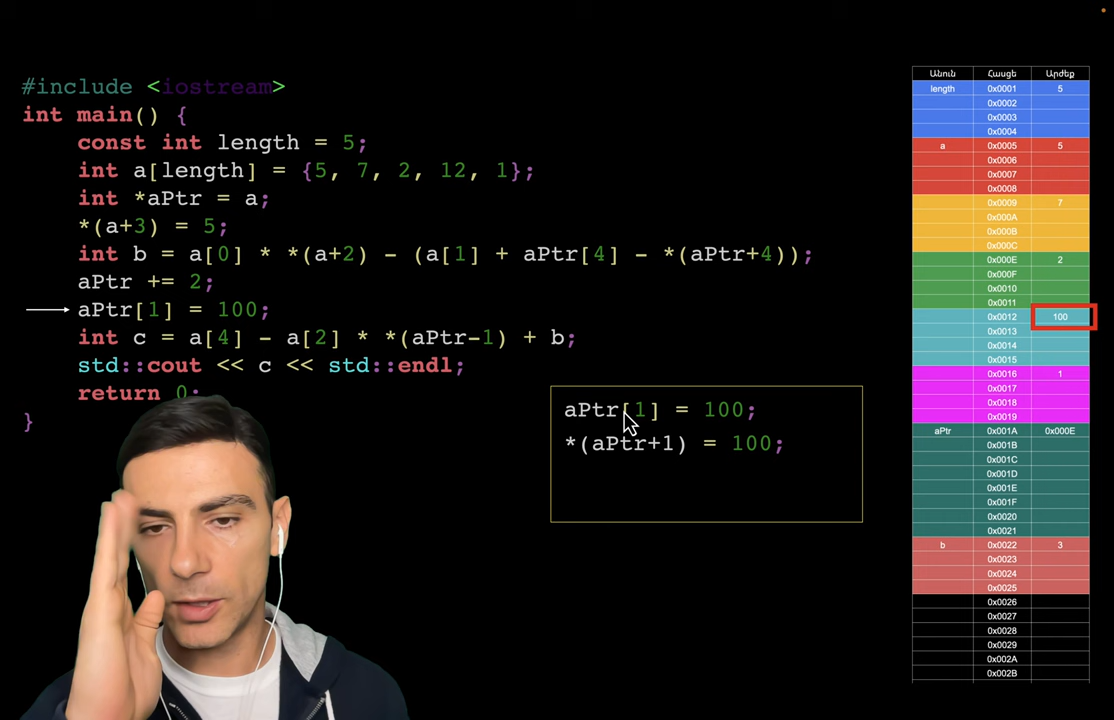 #include <iostream>
int main() {
const int length = 5;
int a[length] = {5, 7, 2, 12, 1};
int *aPtr = a;
*(a+3) = 5;
int b = a[0] * *(a+2) - (a[1] + aPtr[4] - *(aPtr+4));
aPtr += 2;
aPtr[1] = 100;
int c = a[4] - a[2] * *(aPtr-1) + b;
std::cout << c << std::endl;
return 0;
}
aPtr[1] = 100;
*(aPtr+1) = 100;
Անուն Հասցե Արժեք
length 0x0001 5
0x0002
0x0003
0x0004
a 0x0005 5
0x0006
0x0007
0x0008
0x0009 7
0x000A
0x000B
0x000C
0x000E 2
0x000F
0x0010
0x0011
0x0012 100
0x0013
0x0014
0x0015
0x0016 1
0x0017
0x0018
0x0019
aPtr 0x001A 0x000E
0x001B
0x001C
0x001D
0x001E
0x001F
0x0020
0x0021
b 0x0022 3
0x0023
0x0024
0x0025
0x0026
0x0027
0x0028
0x0029
0x002A
0x002B